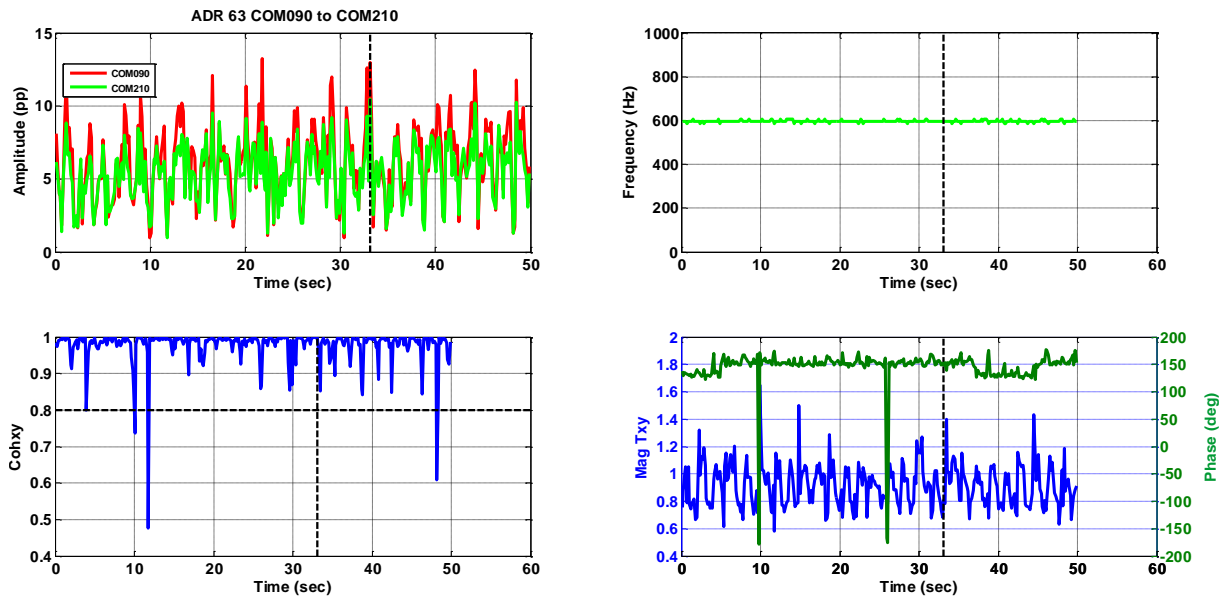 ADR 63 COM090 to COM210
15
10
5
0
Amplitude (pp)
COM090
COM210
0 10 20 30 40 50
Time (sec)
1000
800
600
400
200
0
Frequency (Hz)
0 10 20 30 40 50 60
Time (sec)
1
0.9
0.8
0.7
0.6
0.5
0.4
Cohxy
0 10 20 30 40 50 60
Time (sec)
2
1.8
1.6
1.4
1.2
1
0.8
0.6
0.4
Mag Txy
0 10 20 30 40 50 60
Time (sec)
200
150
100
50
0
-50
-100
-150
-200
Phase (deg)